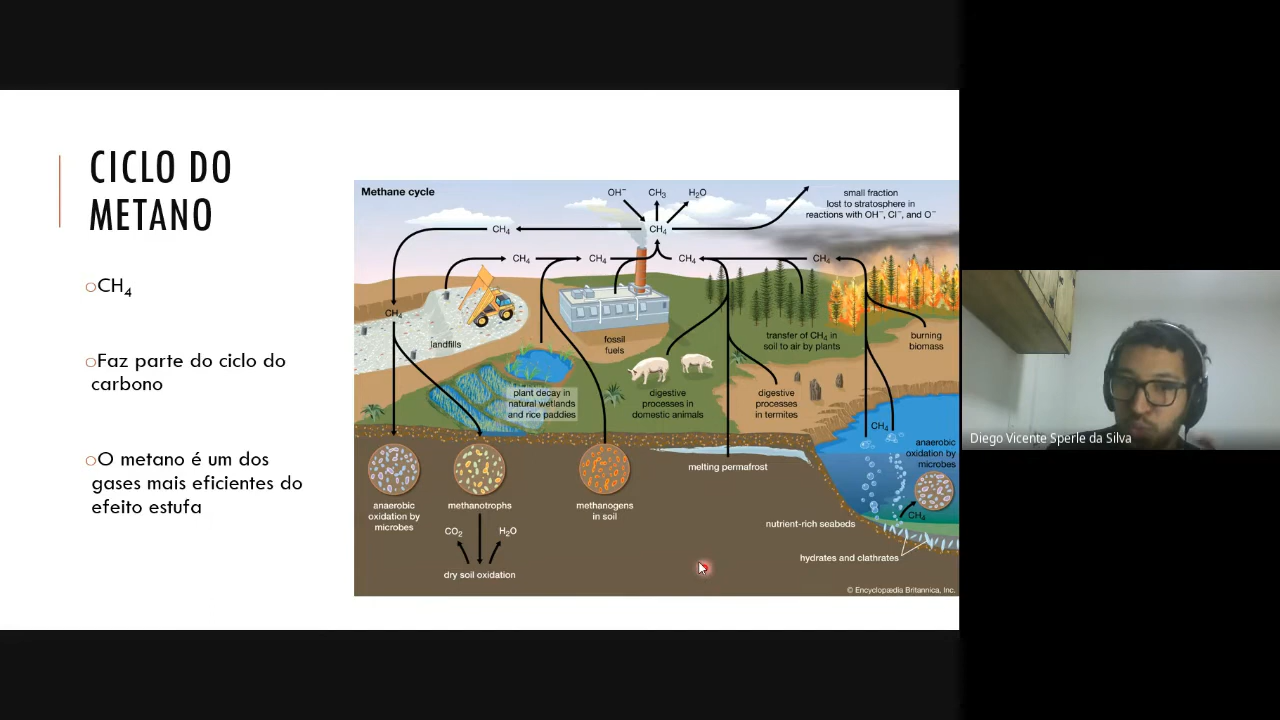 CICLO DO
METANO
○CH₄
○Faz parte do ciclo do
carbono
○O metano é um dos
gases mais eficientes do
efeito estufa
Methane cycle
OH⁻
CH₃
H₂O
small fraction
lost to stratosphere in
reactions with OH⁻, Cl⁻, and O⁻
CH₄
CH₄
CH₄
CH₄
CH₄
CH₄
CH₄
landfills
fossil
fuels
transfer of CH₄ in
soil to air by plants
burning
biomass
plant decay in
natural wetlands
and rice paddies
digestive
processes in
domestic animals
digestive
processes
in termites
CH₄
anaerobic
oxidation by
microbes
melting permafrost
anaerobic
oxidation by
microbes
methanotrophs
methanogens
in soil
CH₄
nutrient-rich seabeds
CO₂
H₂O
hydrates and clathrates
dry soil oxidation
© Encyclopædia Britannica, Inc.
Diego Vicente Sperle da Silva